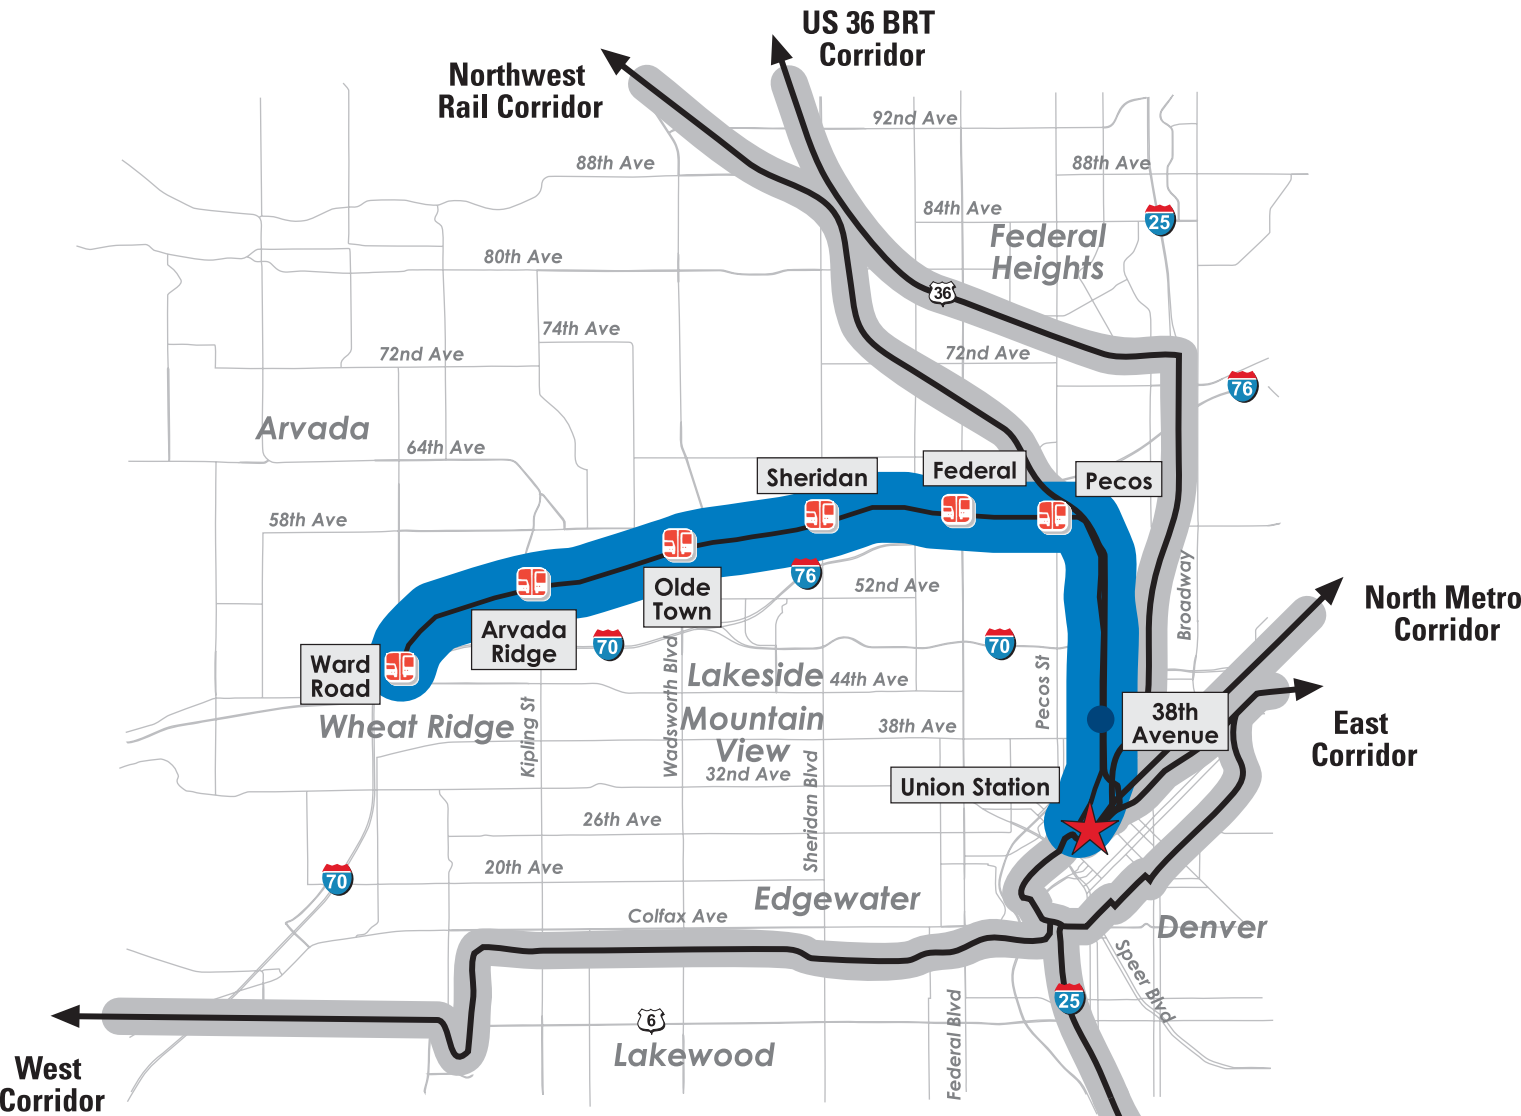 US 36 BRT
Corridor
Northwest
Rail Corridor
92nd Ave
88th Ave
88th Ave
84th Ave
25
Federal
Heights
80th Ave
36
74th Ave
72nd Ave
72nd Ave
76
Arvada
64th Ave
Sheridan
Federal
Pecos
58th Ave
76
52nd Ave
Olde
Town
Broadway
North Metro
Corridor
Arvada
Ridge
70
70
Ward
Road
Lakeside
44th Ave
Wadsworth Blvd
Pecos St
Kipling St
Wheat Ridge
Mountain
View
38th Ave
38th
Avenue
East
Corridor
32nd Ave
Sheridan Blvd
Union Station
26th Ave
20th Ave
70
Edgewater
Colfax Ave
Denver
Speer Blvd
25
6
Federal Blvd
Lakewood
West
Corridor